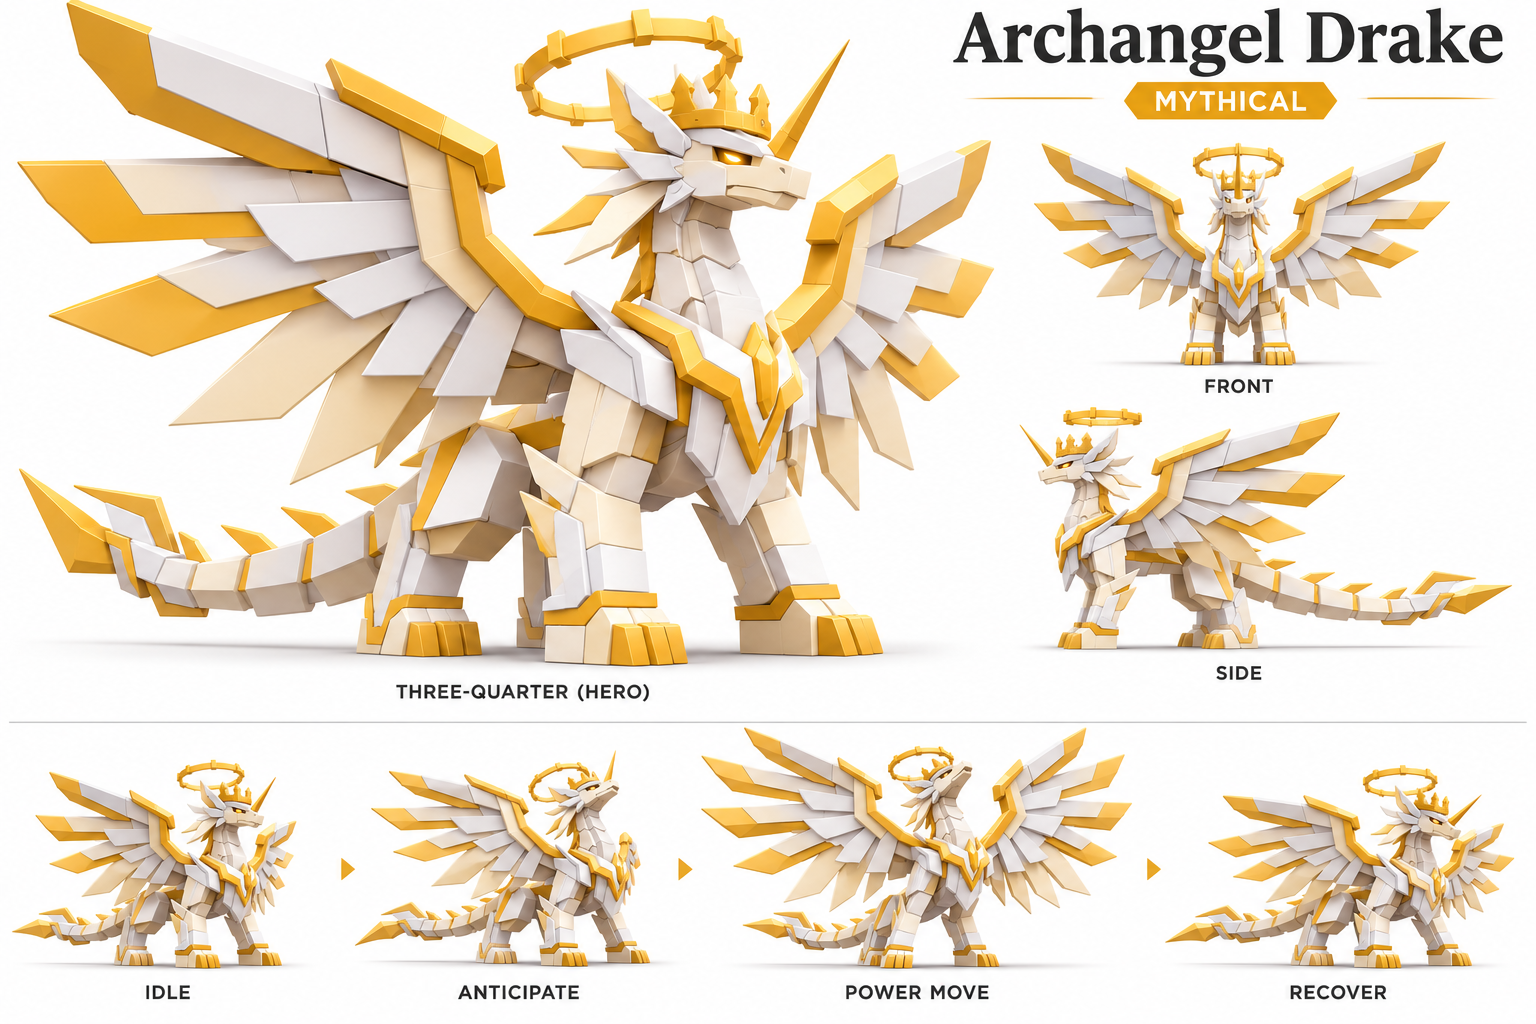 Archangel Drake
MYTHICAL
FRONT
SIDE
THREE-QUARTER (HERO)
IDLE
ANTICIPATE
POWER MOVE
RECOVER